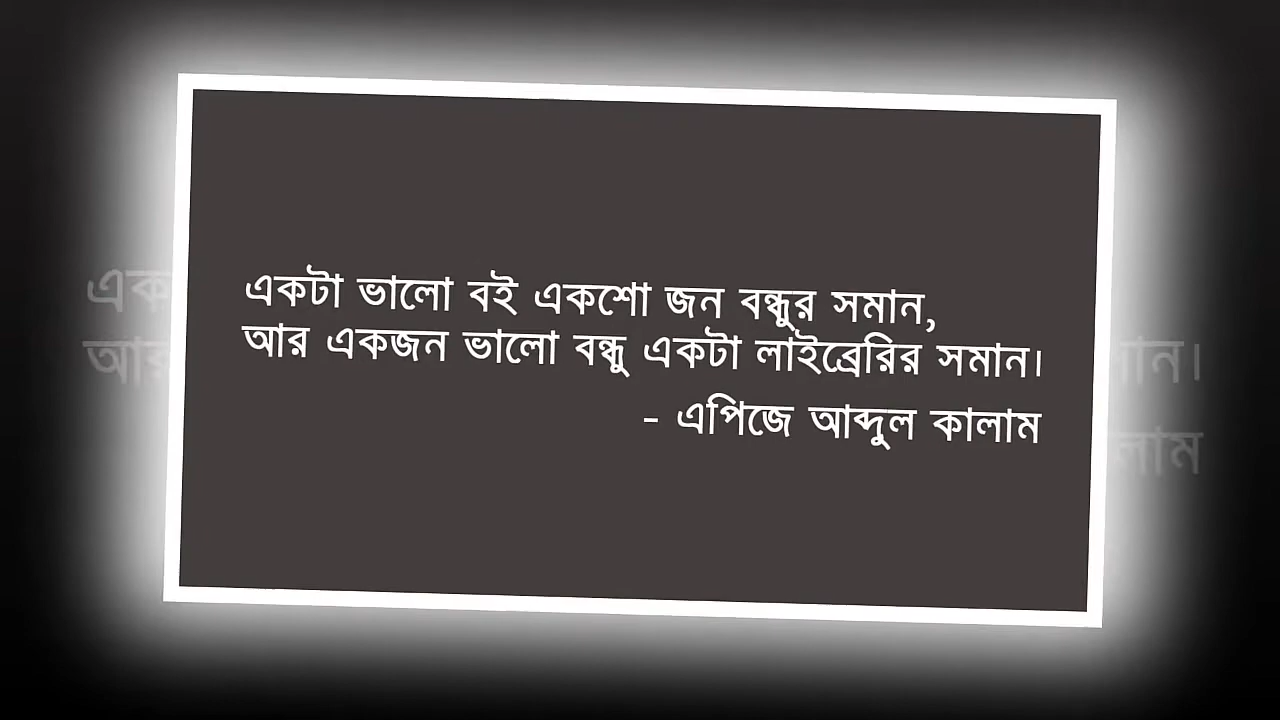 একটা ভালো বই একশো জন বন্ধুর সমান,
আর একজন ভালো বন্ধু একটা লাইব্রেরির সমান।
- এপিজে আব্দুল কালাম